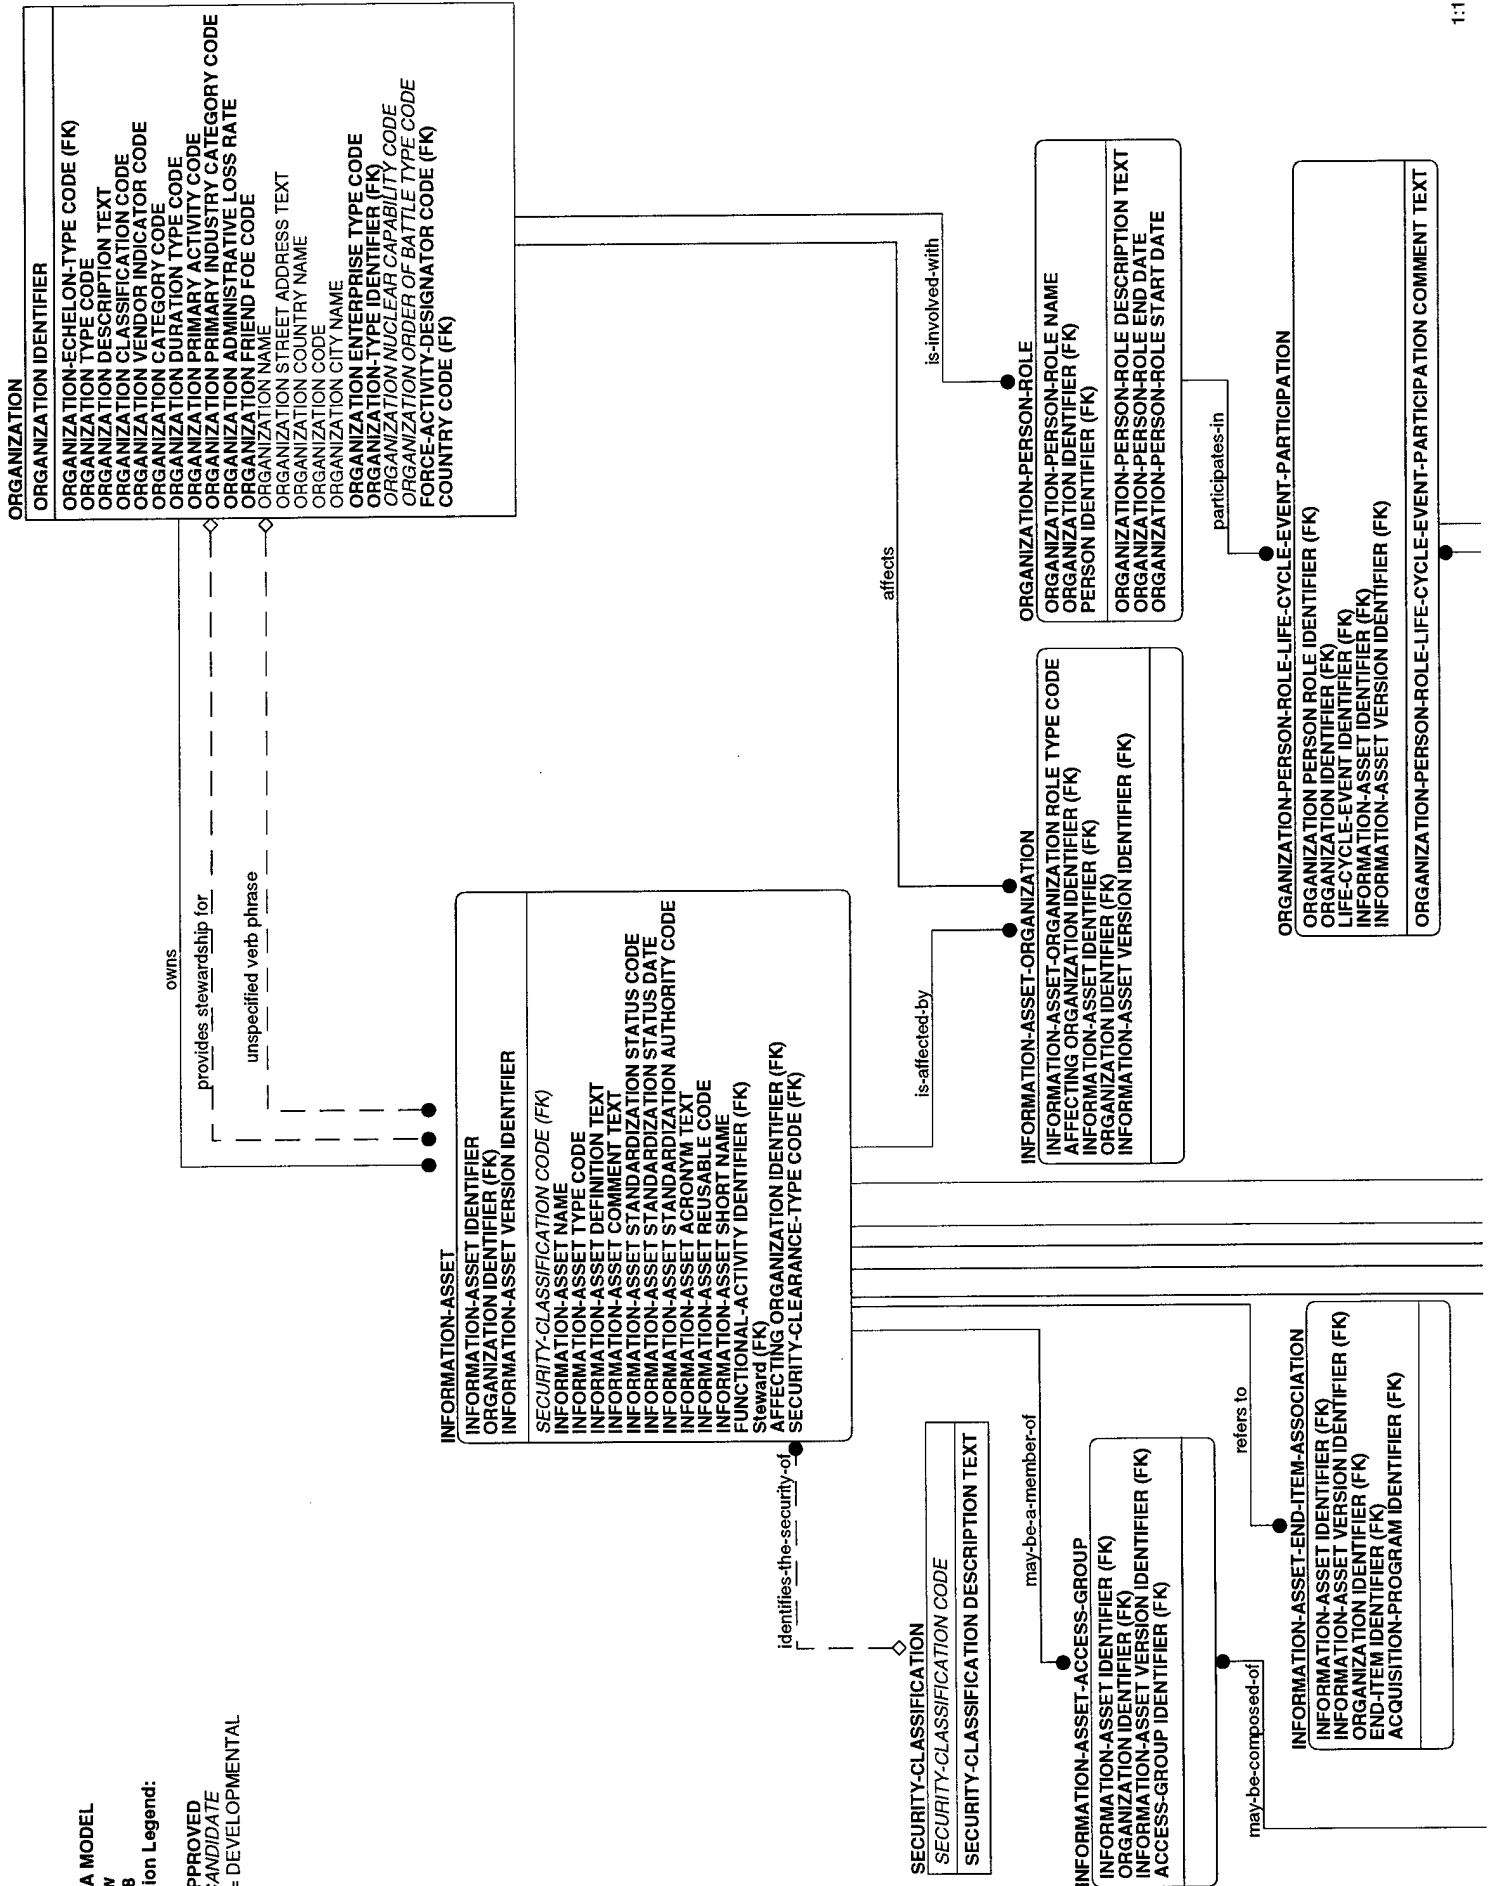 A MODEL
ion Legend:
PPROVED
ANDIDATE
= DEVELOPMENTAL
ORGANIZATION
ORGANIZATION IDENTIFIER
ORGANIZATION-ECHELON-TYPE CODE (FK)
ORGANIZATION TYPE CODE
ORGANIZATION DESCRIPTION TEXT
ORGANIZATION CLASSIFICATION CODE
ORGANIZATION VENDOR INDICATOR CODE
ORGANIZATION CATEGORY CODE
ORGANIZATION DURATION TYPE CODE
ORGANIZATION PRIMARY ACTIVITY CODE
ORGANIZATION PRIMARY INDUSTRY CATEGORY CODE
ORGANIZATION ADMINISTRATIVE LOSS RATE
ORGANIZATION FRIEND FOE CODE
ORGANIZATION NAME
ORGANIZATION STREET ADDRESS TEXT
ORGANIZATION COUNTRY NAME
ORGANIZATION CODE
ORGANIZATION CITY NAME
ORGANIZATION ENTERPRISE TYPE CODE
ORGANIZATION-TYPE IDENTIFIER (FK)
ORGANIZATION NUCLEAR CAPABILITY CODE
ORGANIZATION ORDER OF BATTLE TYPE CODE
FORCE-ACTIVITY-DESIGNATOR CODE (FK)
COUNTRY CODE (FK)
owns
provides stewardship for
unspecified verb phrase
INFORMATION-ASSET
INFORMATION-ASSET IDENTIFIER
ORGANIZATION IDENTIFIER (FK)
INFORMATION-ASSET VERSION IDENTIFIER
SECURITY-CLASSIFICATION CODE (FK)
INFORMATION-ASSET NAME
INFORMATION-ASSET TYPE CODE
INFORMATION-ASSET DEFINITION TEXT
INFORMATION-ASSET COMMENT TEXT
INFORMATION-ASSET STANDARDIZATION STATUS CODE
INFORMATION-ASSET STANDARDIZATION STATUS DATE
INFORMATION-ASSET STANDARDIZATION AUTHORITY CODE
INFORMATION-ASSET ACRONYM TEXT
INFORMATION-ASSET REUSABLE CODE
INFORMATION-ASSET SHORT NAME
FUNCTIONAL-ACTIVITY IDENTIFIER (FK)
Steward (FK)
AFFECTING ORGANIZATION IDENTIFIER (FK)
SECURITY-CLEARANCE-TYPE CODE (FK)
identifies-the-security-of
SECURITY-CLASSIFICATION
SECURITY-CLASSIFICATION CODE
SECURITY-CLASSIFICATION DESCRIPTION TEXT
affects
is-involved-with
is-affected-by
may-be-a-member-of
ORGANIZATION-PERSON-ROLE
ORGANIZATION-PERSON-ROLE NAME
ORGANIZATION IDENTIFIER (FK)
PERSON IDENTIFIER (FK)
ORGANIZATION-PERSON-ROLE DESCRIPTION TEXT
ORGANIZATION-PERSON-ROLE END DATE
ORGANIZATION-PERSON-ROLE START DATE
INFORMATION-ASSET-ORGANIZATION
INFORMATION-ASSET-ORGANIZATION ROLE TYPE CODE
AFFECTING ORGANIZATION IDENTIFIER (FK)
INFORMATION-ASSET IDENTIFIER (FK)
ORGANIZATION IDENTIFIER (FK)
INFORMATION-ASSET VERSION IDENTIFIER (FK)
INFORMATION-ASSET-ACCESS-GROUP
INFORMATION-ASSET IDENTIFIER (FK)
ORGANIZATION IDENTIFIER (FK)
INFORMATION-ASSET VERSION IDENTIFIER (FK)
ACCESS-GROUP IDENTIFIER (FK)
participates-in
refers to
may-be-composed-of
ORGANIZATION-PERSON-ROLE-LIFE-CYCLE-EVENT-PARTICIPATION
ORGANIZATION PERSON ROLE IDENTIFIER (FK)
ORGANIZATION IDENTIFIER (FK)
LIFE-CYCLE-EVENT IDENTIFIER (FK)
INFORMATION-ASSET IDENTIFIER (FK)
INFORMATION-ASSET VERSION IDENTIFIER (FK)
ORGANIZATION-PERSON-ROLE-LIFE-CYCLE-EVENT-PARTICIPATION COMMENT TEXT
INFORMATION-ASSET-END-ITEM-ASSOCIATION
INFORMATION-ASSET IDENTIFIER (FK)
INFORMATION-ASSET VERSION IDENTIFIER (FK)
ORGANIZATION IDENTIFIER (FK)
END-ITEM IDENTIFIER (FK)
ACQUISITION-PROGRAM IDENTIFIER (FK)
1:1